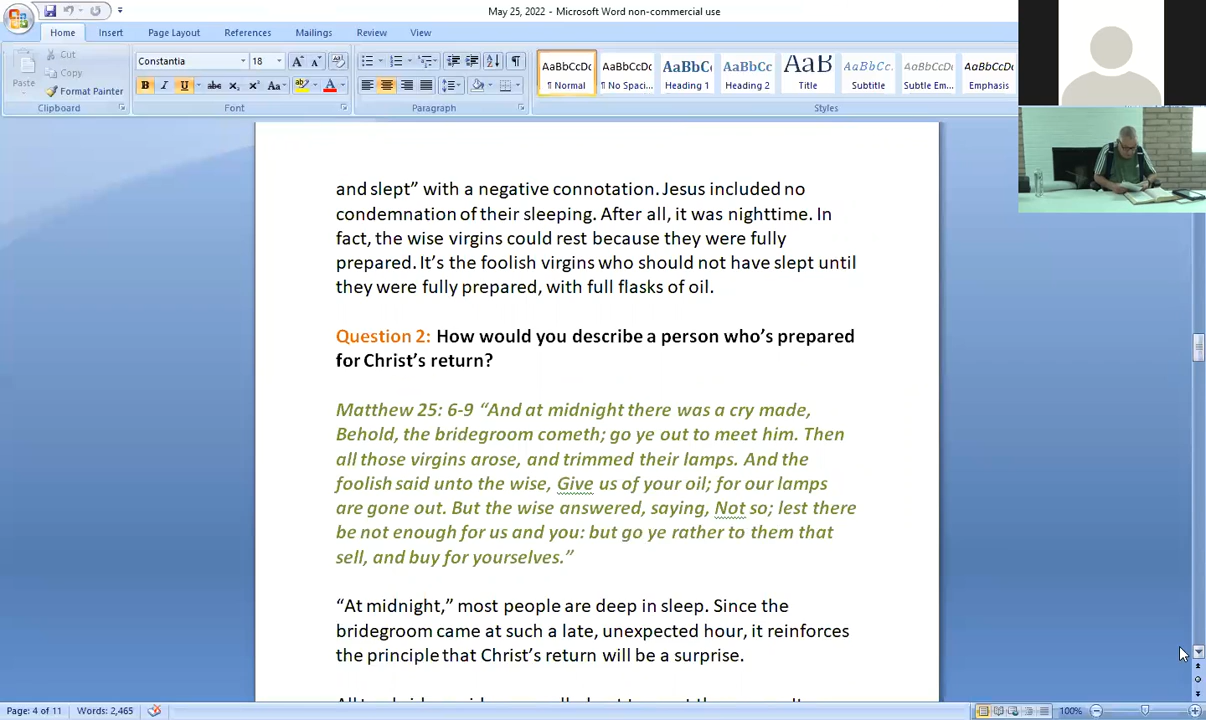 May 25, 2022 - Microsoft Word non-commercial use
Home Insert Page Layout References Mailings Review View
Cut
Copy
Paste
Format Painter
Clipboard
Constantia 18
Font
Paragraph
AaBbCcDc AaBbCcDc AaBbCc AaBbCc AaB AaBbCc. AaBbCcDc AaBbCcDc
¶ Normal ¶ No Spaci... Heading 1 Heading 2 Title Subtitle Subtle Em... Emphasis
Styles
and slept” with a negative connotation. Jesus included no
condemnation of their sleeping. After all, it was nighttime. In
fact, the wise virgins could rest because they were fully
prepared. It’s the foolish virgins who should not have slept until
they were fully prepared, with full flasks of oil.
Question 2: How would you describe a person who’s prepared
for Christ’s return?
Matthew 25: 6-9 “And at midnight there was a cry made,
Behold, the bridegroom cometh; go ye out to meet him. Then
all those virgins arose, and trimmed their lamps. And the
foolish said unto the wise, Give us of your oil; for our lamps
are gone out. But the wise answered, saying, Not so; lest there
be not enough for us and you: but go ye rather to them that
sell, and buy for yourselves.”
“At midnight,” most people are deep in sleep. Since the
bridegroom came at such a late, unexpected hour, it reinforces
the principle that Christ’s return will be a surprise.
Page: 4 of 11 Words: 2,465 100%